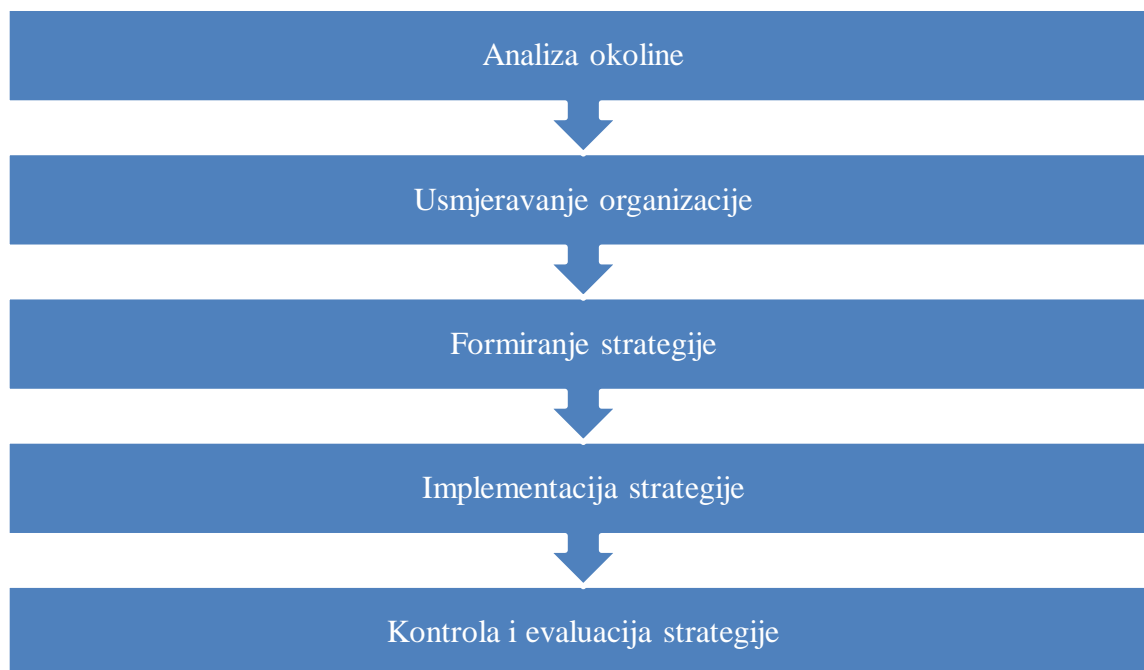 Analiza okoline
Usmjeravanje organizacije
Formiranje strategije
Implementacija strategije
Kontrola i evaluacija strategije